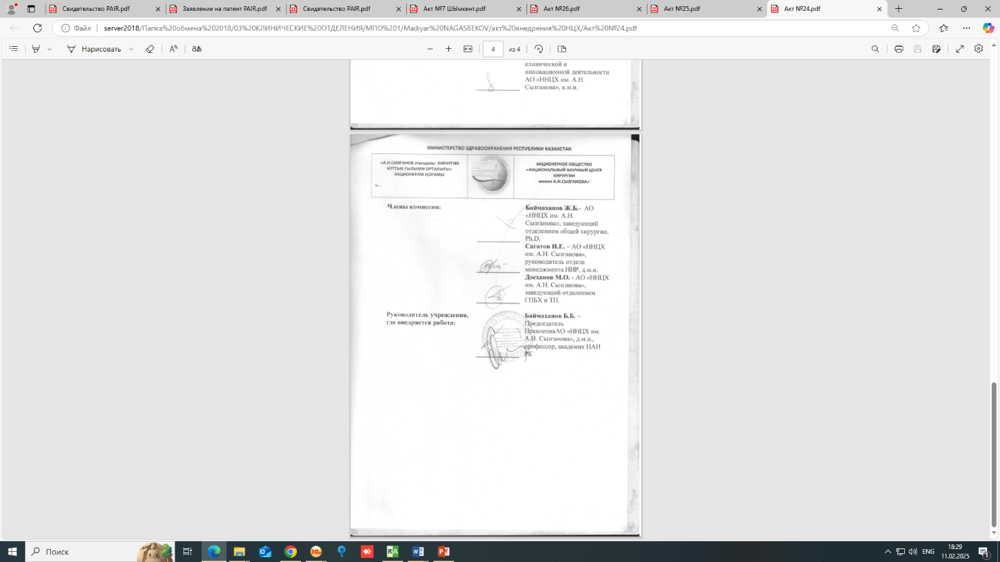 Свидетельство PAIR.pdf
Заявление на патент PAIR.pdf
Свидетельство PAIR.pdf
Акт №7 Шымкент.pdf
Акт №26.pdf
Акт №25.pdf
Акт №24.pdf
Файл
server2018/Папка%20обмена%202018/03%20КЛИНИЧЕСКИЕ%20ОТДЕЛЕНИЯ/МПО%201/Madiyar%20NAGASBEKOV/акт%20внедрения%20НЦХ/Акт%20№24.pdf
Нарисовать
аあ
4 из 4
клинической и
инновационной деятельности
АО «ННЦХ им. А.Н.
Сызганова», к.м.н.
МИНИСТЕРСТВО ЗДРАВООХРАНЕНИЯ РЕСПУБЛИКИ КАЗАХСТАН
«А.Н.СЫЗҒАНОВ атындағы ХИРУРГИЯ
ҰЛТТЫҚ ҒЫЛЫМИ ОРТАЛЫҒЫ»
АКЦИОНЕРЛІК ҚОҒАМЫ
АКЦИОНЕРНОЕ ОБЩЕСТВО
«НАЦИОНАЛЬНЫЙ НАУЧНЫЙ ЦЕНТР
ХИРУРГИИ
имени А.Н.СЫЗГАНОВА»
Члены комиссии:
Баймаханов Ж.Б.- АО
«ННЦХ им. А.Н.
Сызганова», заведующий
отделением общей хирургии,
Ph.D.
Сагатов И.Е. – АО «ННЦХ
им. А.Н. Сызганова»,
руководитель отдела
менеджмента НИР, д.м.н.
Досханов М.О. - АО «ННЦХ
им. А.Н. Сызганова»,
заведующий отделением
ГПБХ и ТП.
Руководитель учреждения,
где внедряется работа:
Баймаханов Б.Б. –
Председатель
ПравленияАО «ННЦХ им.
А.Н. Сызганова», д.м.н.,
профессор, академик НАН
РК
Поиск
ENG
18:29
11.02.2025